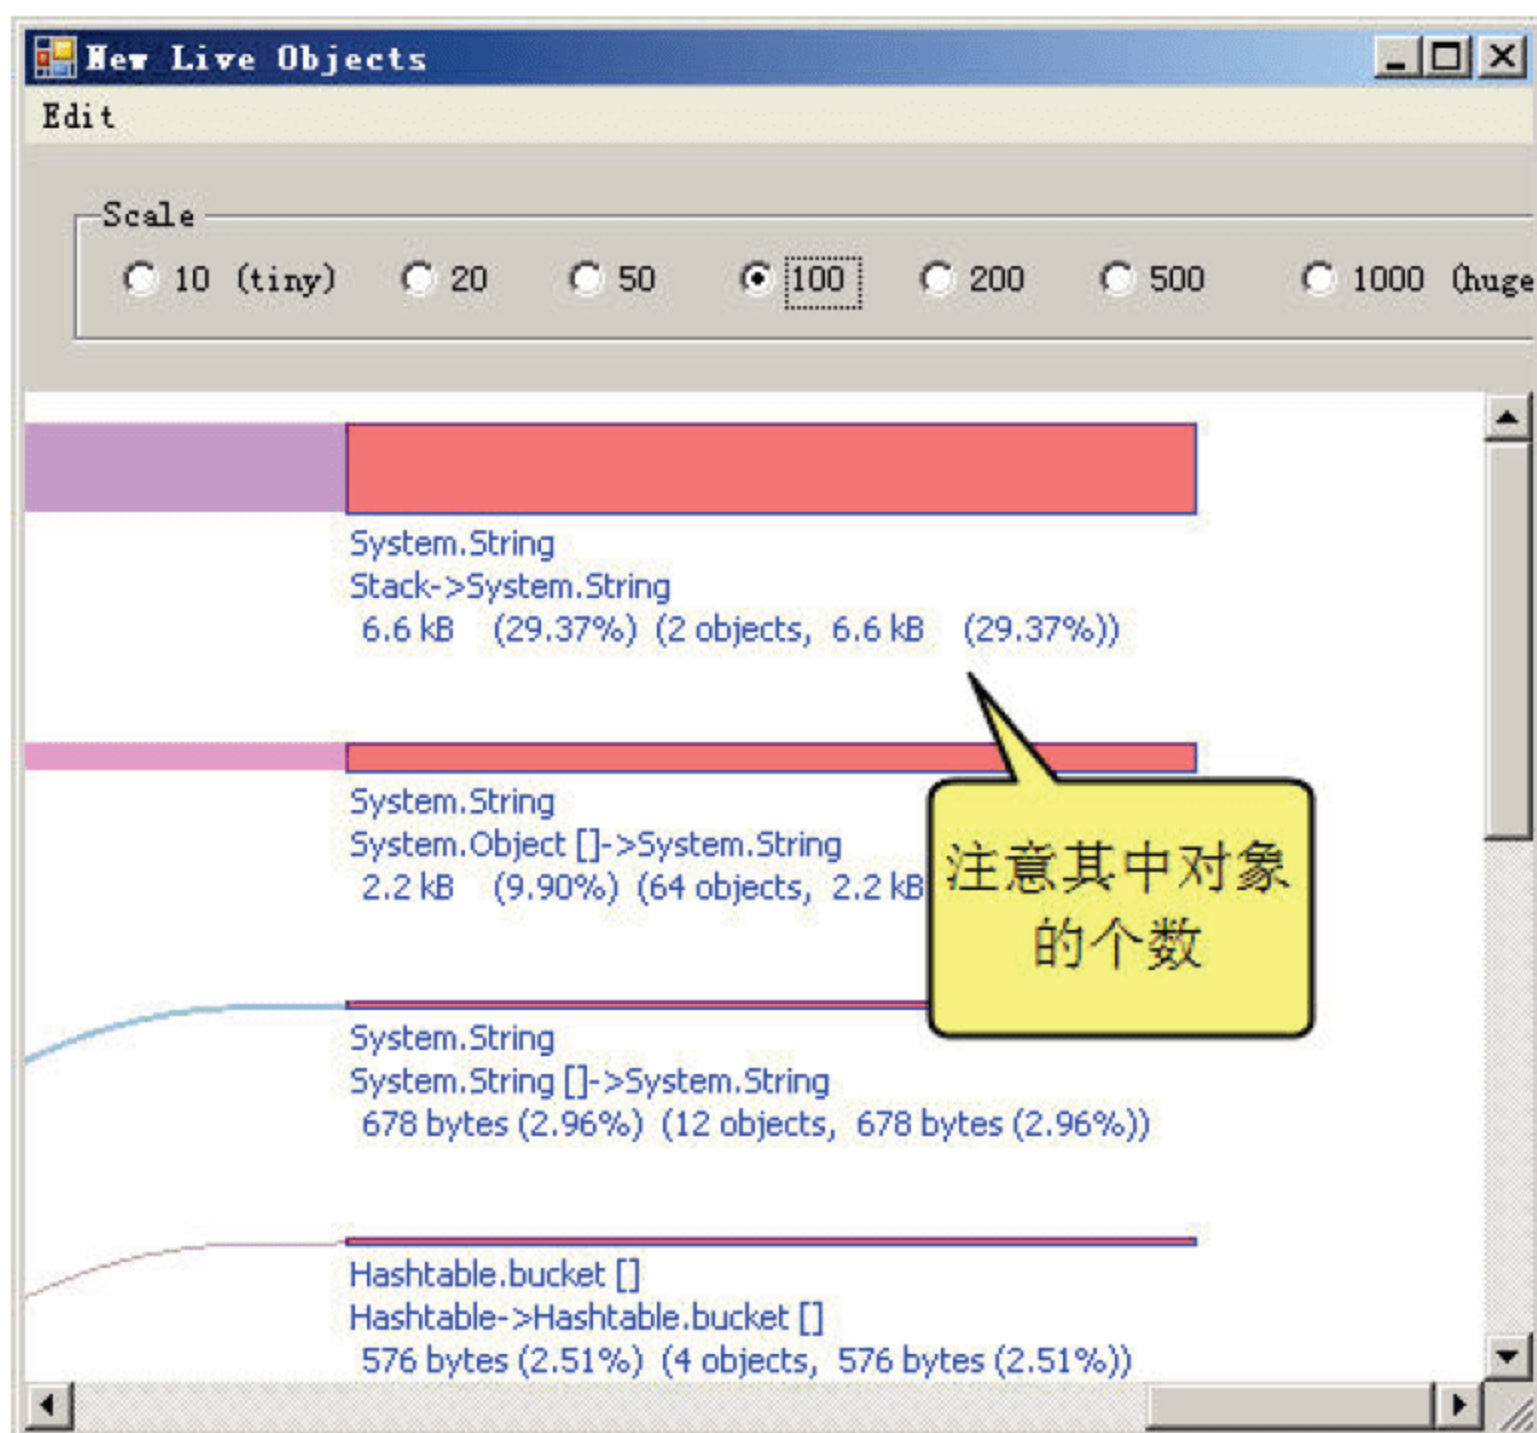 New Live Objects
Edit
Scale
10 (tiny) 20 50 100 200 500 1000 (huge
System.String
Stack->System.String
6.6 kB (29.37%) (2 objects, 6.6 kB (29.37%))
System.String
System.Object []->System.String
2.2 kB (9.90%) (64 objects, 2.2 kB
注意其中对象
的个数
System.String
System.String []->System.String
678 bytes (2.96%) (12 objects, 678 bytes (2.96%))
Hashtable.bucket []
Hashtable->Hashtable.bucket []
576 bytes (2.51%) (4 objects, 576 bytes (2.51%))